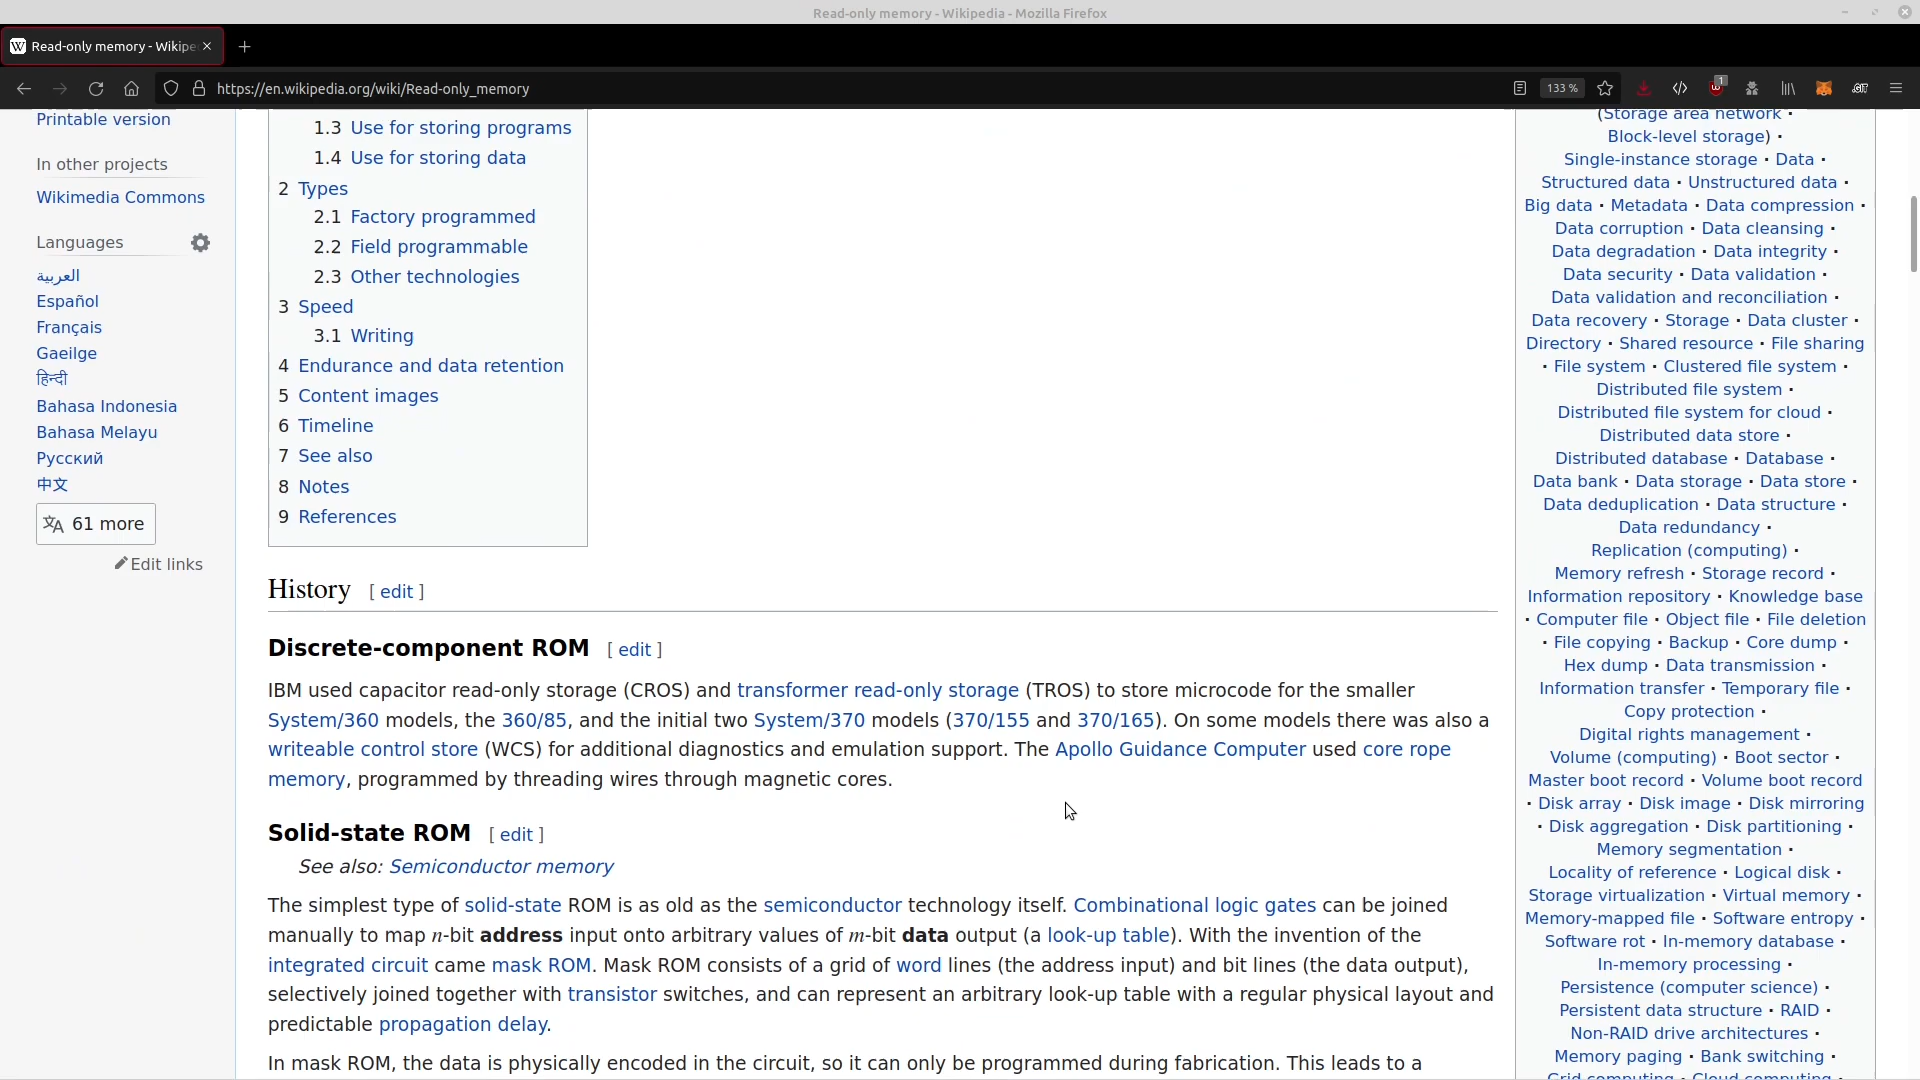 Read-only memory - Wikipedia - Mozilla Firefox
Read-only memory - Wikipe
https://en.wikipedia.org/wiki/Read-only_memory
133 %
1
Printable version
In other projects
Wikimedia Commons
Languages
العربية
Español
Français
Gaeilge
हिन्दी
Bahasa Indonesia
Bahasa Melayu
Русский
中文
61 more
Edit links
1.3 Use for storing programs
1.4 Use for storing data
2 Types
2.1 Factory programmed
2.2 Field programmable
2.3 Other technologies
3 Speed
3.1 Writing
4 Endurance and data retention
5 Content images
6 Timeline
7 See also
8 Notes
9 References
History [ edit ]
Discrete-component ROM [ edit ]
IBM used capacitor read-only storage (CROS) and transformer read-only storage (TROS) to store microcode for the smaller
System/360 models, the 360/85, and the initial two System/370 models (370/155 and 370/165). On some models there was also a
writeable control store (WCS) for additional diagnostics and emulation support. The Apollo Guidance Computer used core rope
memory, programmed by threading wires through magnetic cores.
Solid-state ROM [ edit ]
See also: Semiconductor memory
The simplest type of solid-state ROM is as old as the semiconductor technology itself. Combinational logic gates can be joined
manually to map n-bit address input onto arbitrary values of m-bit data output (a look-up table). With the invention of the
integrated circuit came mask ROM. Mask ROM consists of a grid of word lines (the address input) and bit lines (the data output),
selectively joined together with transistor switches, and can represent an arbitrary look-up table with a regular physical layout and
predictable propagation delay.
In mask ROM, the data is physically encoded in the circuit, so it can only be programmed during fabrication. This leads to a
(Storage area network ·
Block-level storage) ·
Single-instance storage · Data ·
Structured data · Unstructured data ·
Big data · Metadata · Data compression ·
Data corruption · Data cleansing ·
Data degradation · Data integrity ·
Data security · Data validation ·
Data validation and reconciliation ·
Data recovery · Storage · Data cluster ·
Directory · Shared resource · File sharing
· File system · Clustered file system ·
Distributed file system ·
Distributed file system for cloud ·
Distributed data store ·
Distributed database · Database ·
Data bank · Data storage · Data store ·
Data deduplication · Data structure ·
Data redundancy ·
Replication (computing) ·
Memory refresh · Storage record ·
Information repository · Knowledge base
· Computer file · Object file · File deletion
· File copying · Backup · Core dump ·
Hex dump · Data transmission ·
Information transfer · Temporary file ·
Copy protection ·
Digital rights management ·
Volume (computing) · Boot sector ·
Master boot record · Volume boot record
· Disk array · Disk image · Disk mirroring
· Disk aggregation · Disk partitioning ·
Memory segmentation ·
Locality of reference · Logical disk ·
Storage virtualization · Virtual memory ·
Memory-mapped file · Software entropy ·
Software rot · In-memory database ·
In-memory processing ·
Persistence (computer science) ·
Persistent data structure · RAID ·
Non-RAID drive architectures ·
Memory paging · Bank switching ·
Grid computing · Cloud computing ·